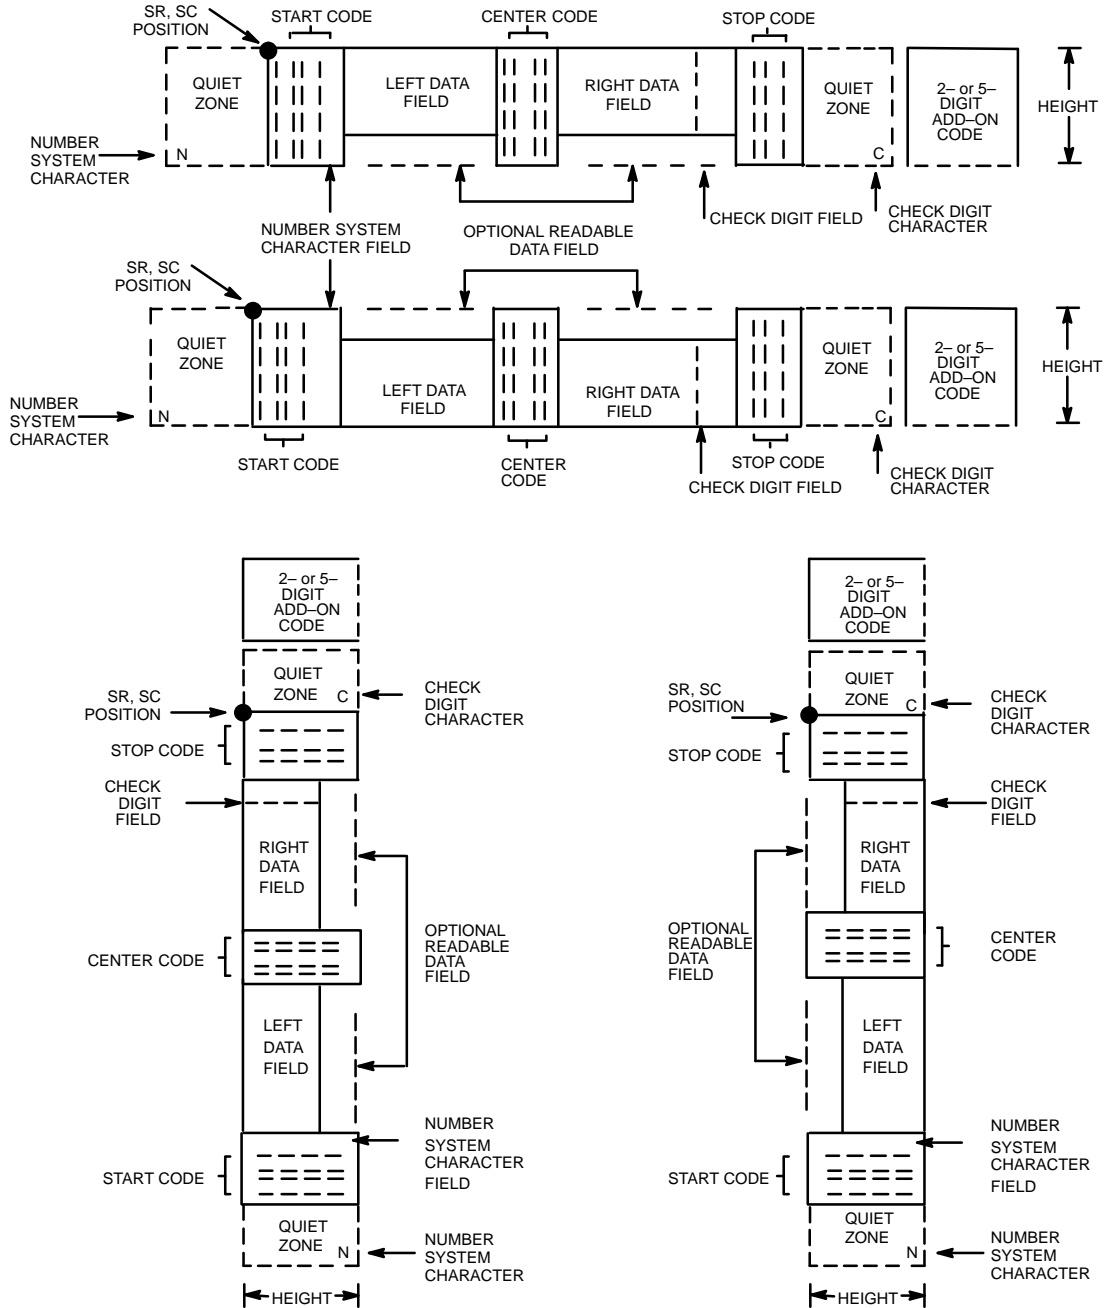 SR, SC
POSITION
START CODE
CENTER CODE
STOP CODE
QUIET
ZONE
LEFT DATA
FIELD
RIGHT DATA
FIELD
QUIET
ZONE
2– or 5–
DIGIT
ADD–ON
CODE
HEIGHT
NUMBER
SYSTEM
CHARACTER
N
C
NUMBER SYSTEM
CHARACTER FIELD
OPTIONAL READABLE
DATA FIELD
CHECK DIGIT FIELD
CHECK DIGIT
CHARACTER
SR, SC
POSITION
QUIET
ZONE
LEFT DATA
FIELD
RIGHT DATA
FIELD
QUIET
ZONE
2– or 5–
DIGIT
ADD–ON
CODE
HEIGHT
NUMBER
SYSTEM
CHARACTER
N
C
START CODE
CENTER
CODE
STOP CODE
CHECK DIGIT FIELD
CHECK DIGIT
CHARACTER
2– or 5–
DIGIT
ADD–ON
CODE
QUIET
ZONE
C
CHECK
DIGIT
CHARACTER
SR, SC
POSITION
STOP CODE
CHECK
DIGIT
FIELD
RIGHT
DATA
FIELD
CENTER CODE
OPTIONAL
READABLE
DATA
FIELD
LEFT
DATA
FIELD
NUMBER
SYSTEM
CHARACTER
FIELD
START CODE
QUIET
ZONE
N
NUMBER
SYSTEM
CHARACTER
HEIGHT
2– or 5–
DIGIT
ADD–ON
CODE
QUIET
ZONE
C
CHECK
DIGIT
CHARACTER
SR, SC
POSITION
STOP CODE
CHECK
DIGIT
FIELD
RIGHT
DATA
FIELD
OPTIONAL
READABLE
DATA
FIELD
CENTER
CODE
LEFT
DATA
FIELD
NUMBER
SYSTEM
CHARACTER
FIELD
START CODE
QUIET
ZONE
N
NUMBER
SYSTEM
CHARACTER
HEIGHT